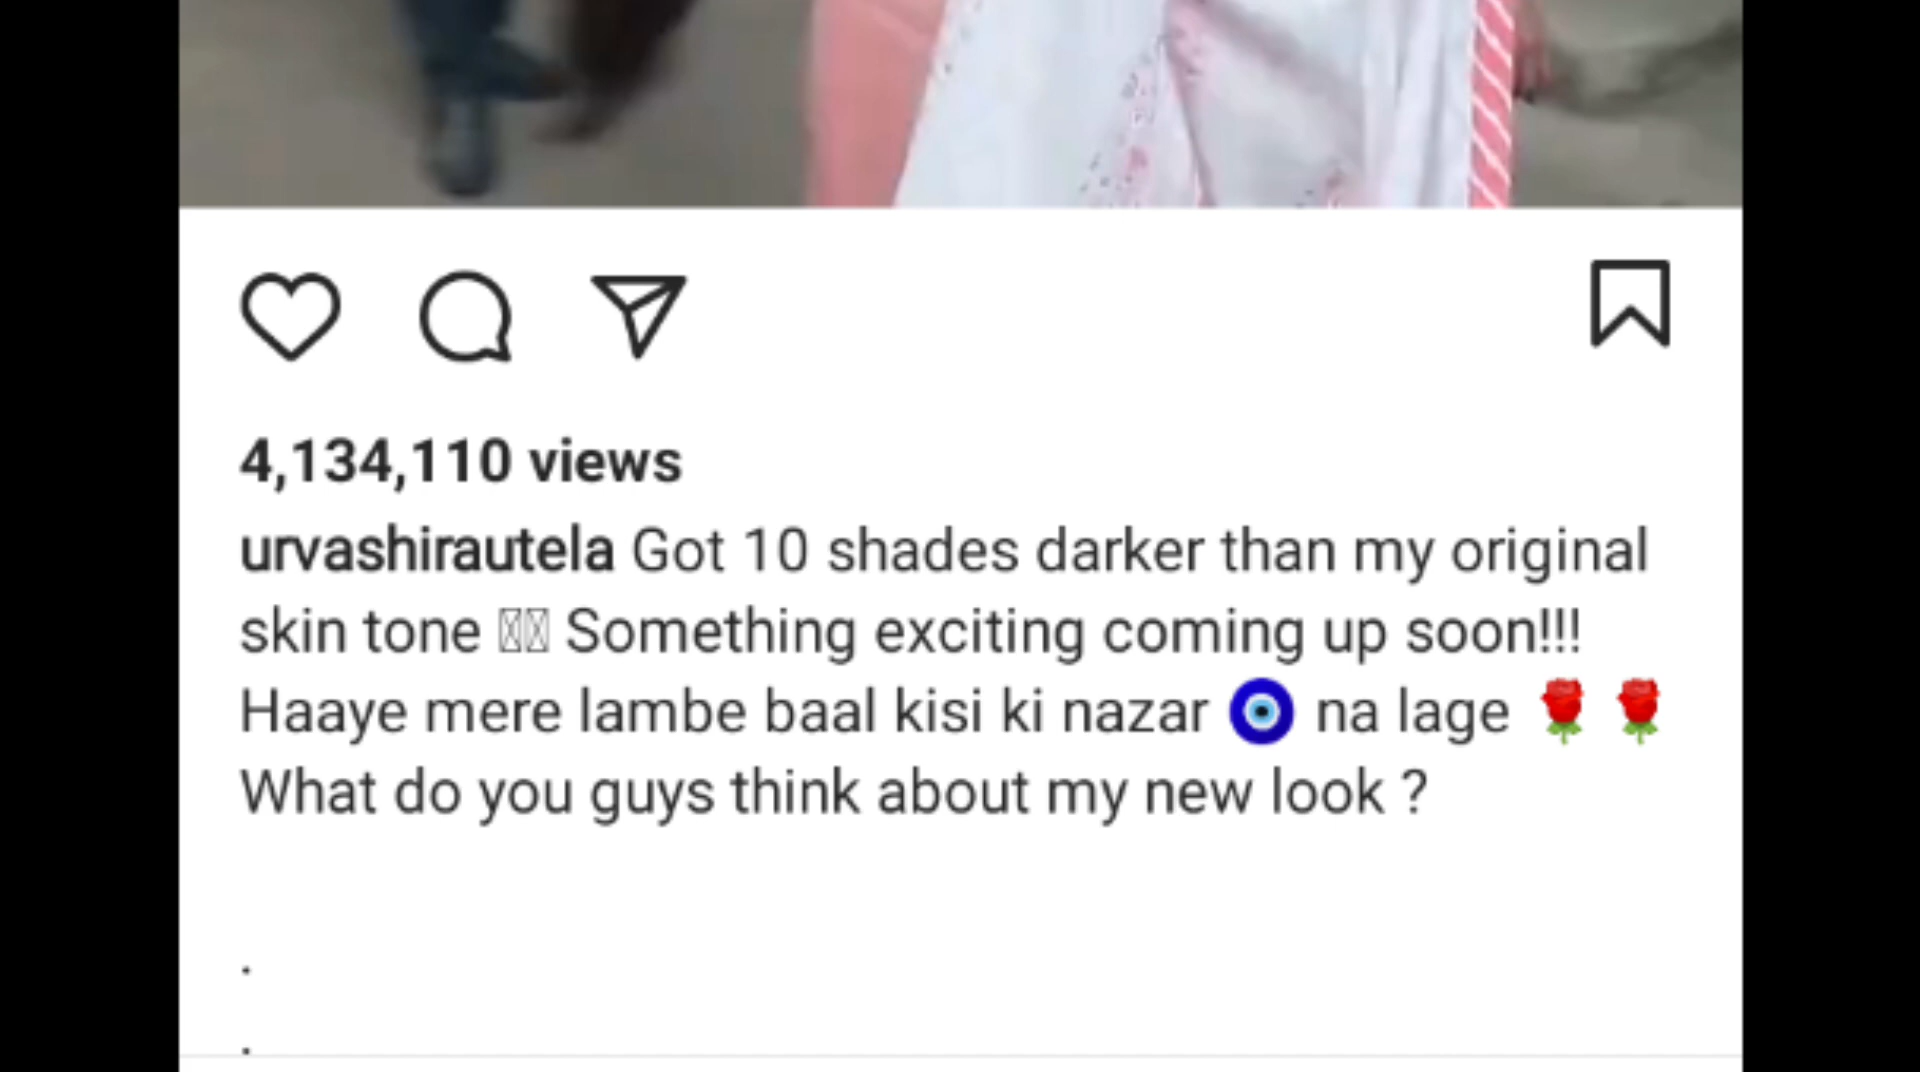 4,134,110 views
urvashirautela Got 10 shades darker than my original
skin tone Something exciting coming up soon!!!
Haaye mere lambe baal kisi ki nazar 🧿 na lage 🌹🌹
What do you guys think about my new look ?
.
.